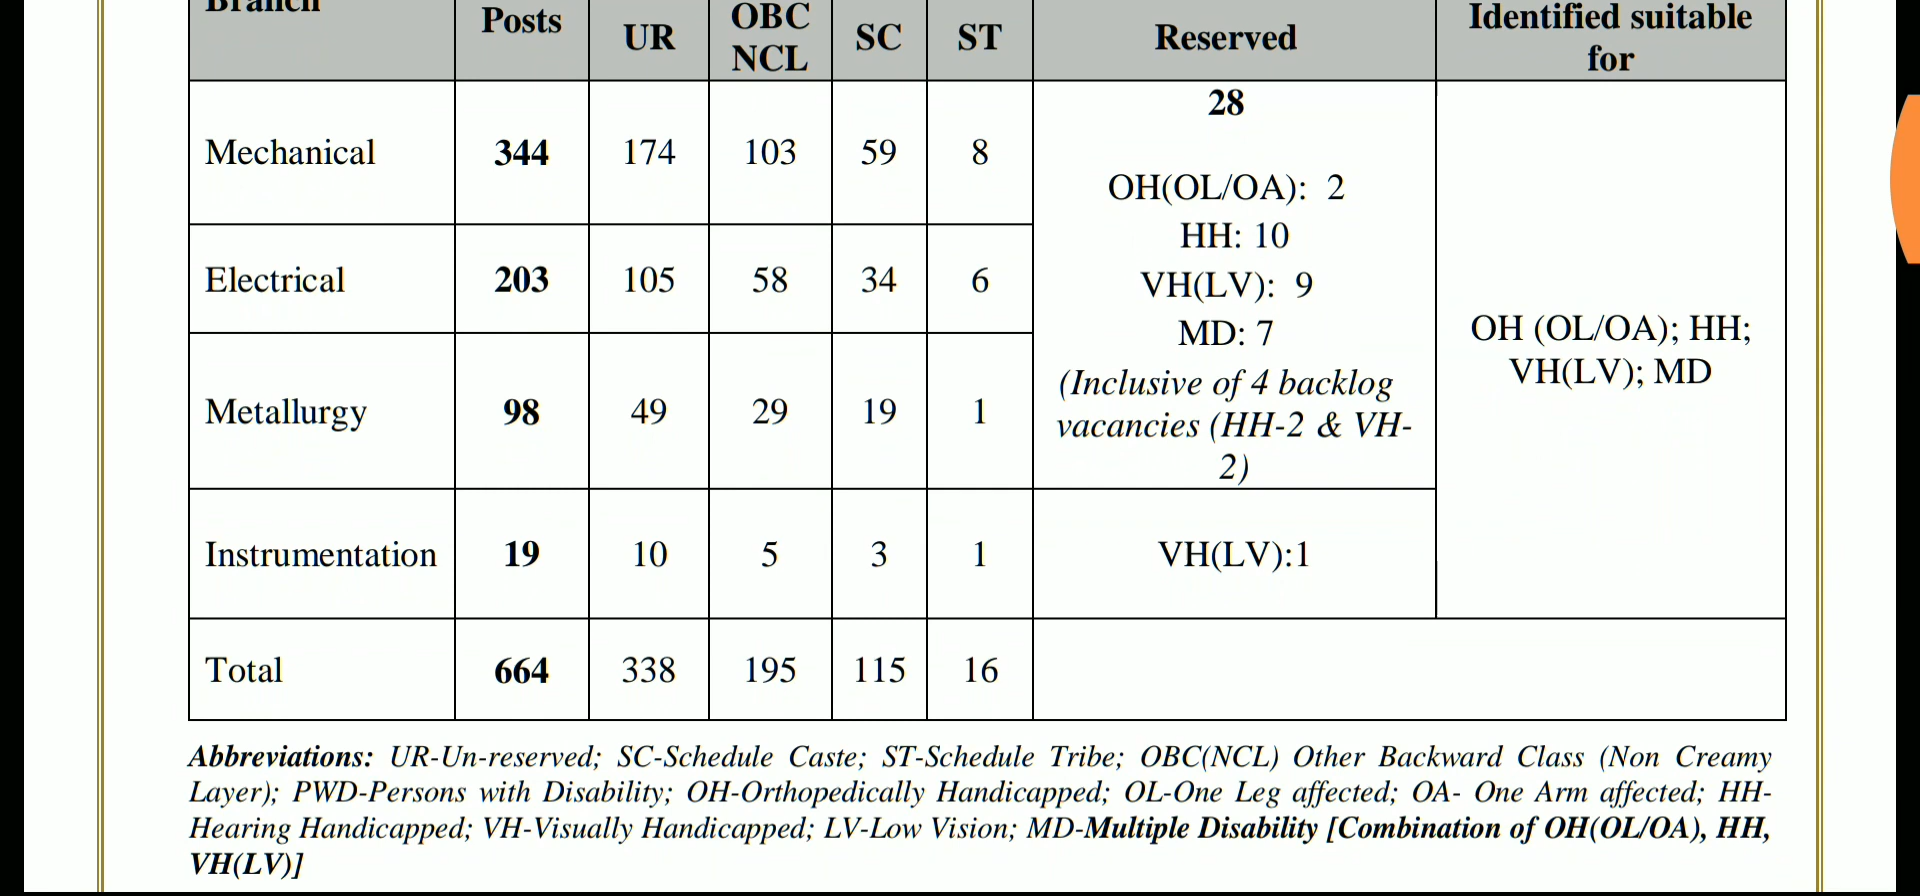 Posts
UR
OBC
NCL
SC
ST
Reserved
Identified suitable
for
Mechanical 344 174 103 59 8
28
OH(OL/OA): 2
HH: 10
VH(LV): 9
MD: 7
(Inclusive of 4 backlog
vacancies (HH-2 & VH-
2)
OH (OL/OA); HH;
VH(LV); MD
Electrical 203 105 58 34 6
Metallurgy 98 49 29 19 1
Instrumentation 19 10 5 3 1 VH(LV):1
Total 664 338 195 115 16
Abbreviations: UR-Un-reserved; SC-Schedule Caste; ST-Schedule Tribe; OBC(NCL) Other Backward Class (Non Creamy
Layer); PWD-Persons with Disability; OH-Orthopedically Handicapped; OL-One Leg affected; OA- One Arm affected; HH-
Hearing Handicapped; VH-Visually Handicapped; LV-Low Vision; MD-Multiple Disability [Combination of OH(OL/OA), HH,
VH(LV)]